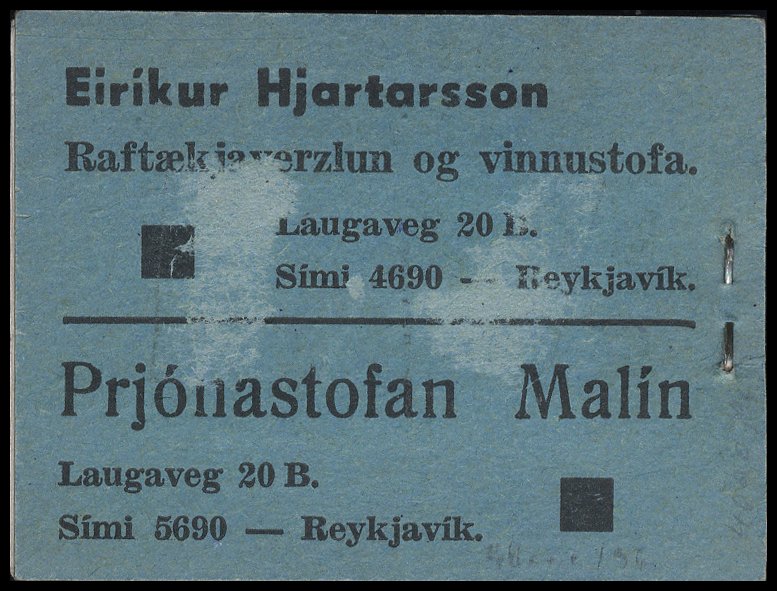 Eiríkur Hjartarsson
Raftækjaverzlun og vinnustofa.
Laugaveg 20 B.
Sími 4690 — Reykjavík.
Prjónastofan Malín
Laugaveg 20 B.
Sími 5690 — Reykjavík.